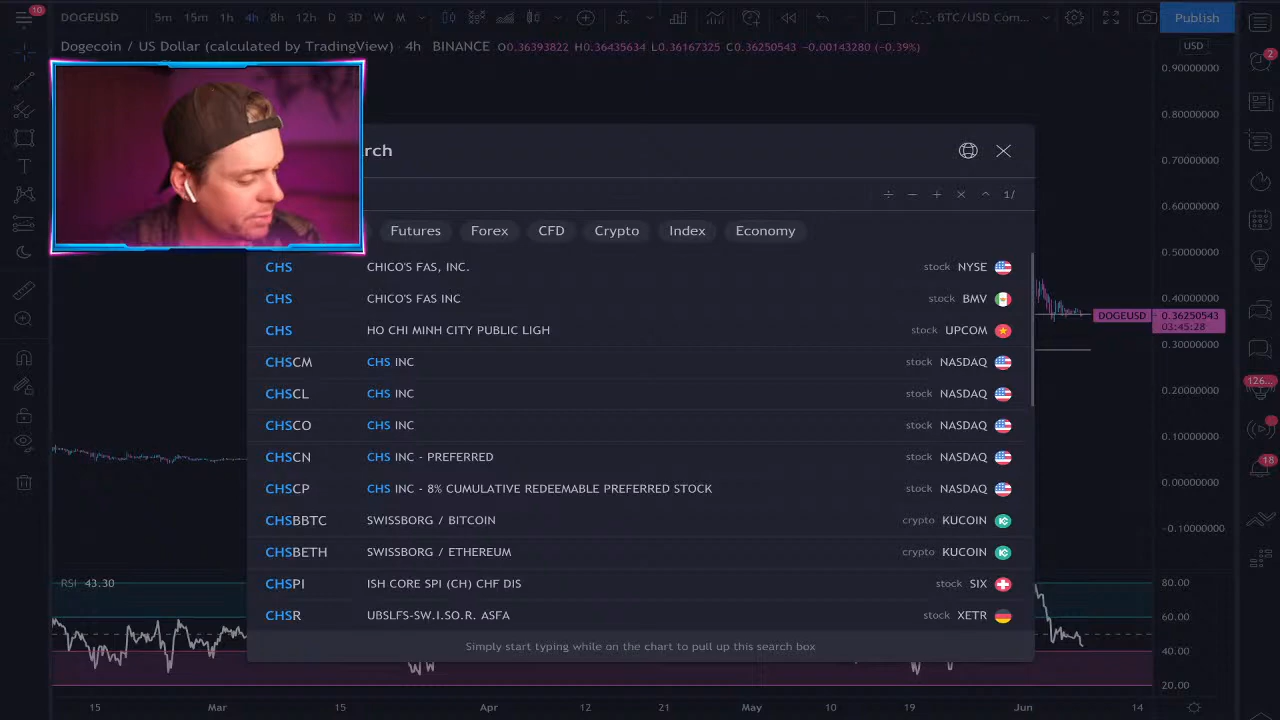 10
DOGEUSD 5m 15m 1h 4h 8h 12h D 3D W M BTC/USD Com... Publish
Dogecoin / US Dollar (calculated by TradingView) 4h BINANCE O0.36393822 H0.36435634 L0.36167325 C0.36250543 −0.00143280 (−0.39%)
USD
2
0.90000000
0.80000000
0.70000000
0.60000000
0.50000000
0.40000000
DOGEUSD 0.36250543
03:45:28
0.30000000
0.20000000
0.10000000
0.00000000
-0.10000000
rch
1/
Futures Forex CFD Crypto Index Economy
CHS CHICO'S FAS, INC. stock NYSE
CHS CHICO'S FAS INC stock BMV
CHS HO CHI MINH CITY PUBLIC LIGH stock UPCOM
CHSCM CHS INC stock NASDAQ
CHSCL CHS INC stock NASDAQ
CHSCO CHS INC stock NASDAQ
CHSCN CHS INC - PREFERRED stock NASDAQ
CHSCP CHS INC - 8% CUMULATIVE REDEEMABLE PREFERRED STOCK stock NASDAQ
CHSBBTC SWISSBORG / BITCOIN crypto KUCOIN
CHSBETH SWISSBORG / ETHEREUM crypto KUCOIN
CHSPI ISH CORE SPI (CH) CHF DIS stock SIX
CHSR UBSLFS-SW.I.SO.R. ASFA stock XETR
Simply start typing while on the chart to pull up this search box
126...
18
RSI 43.30
80.00
60.00
40.00
20.00
15 Mar 15 Apr 12 19 May 10 19 Jun 14